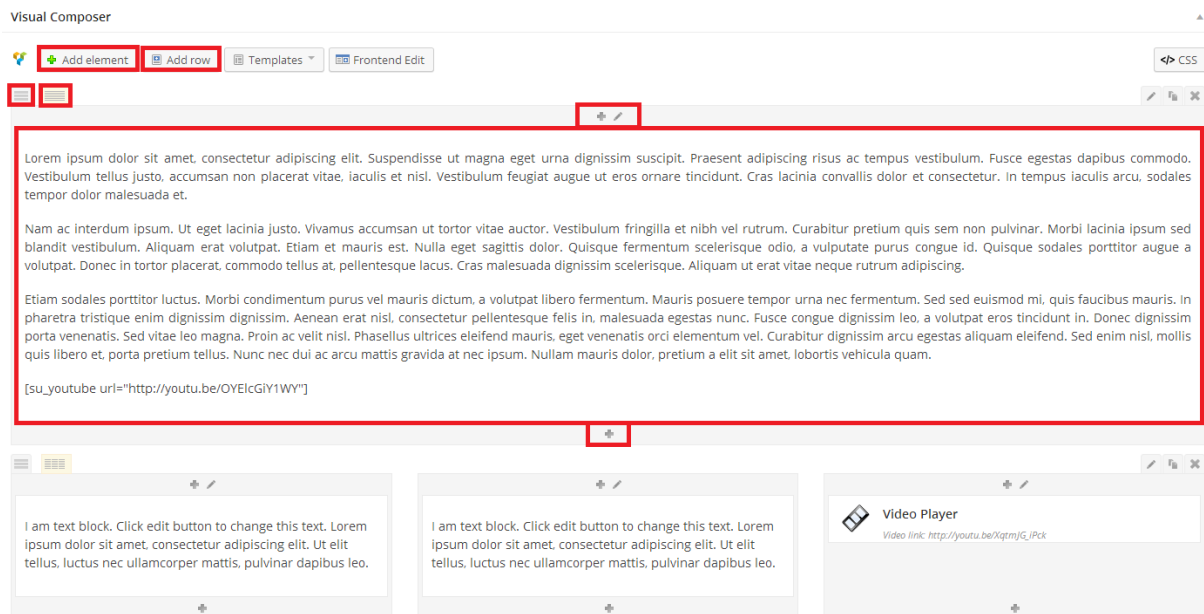 Visual Composer
Add element Add row Templates Frontend Edit </> CSS
Lorem ipsum dolor sit amet, consectetur adipiscing elit. Suspendisse ut magna eget urna dignissim suscipit. Praesent adipiscing risus ac tempus vestibulum. Fusce egestas dapibus commodo.
Vestibulum tellus justo, accumsan non placerat vitae, iaculis et nisl. Vestibulum feugiat augue ut eros ornare tincidunt. Cras lacinia convallis dolor et consectetur. In tempus iaculis arcu, sodales
tempor dolor malesuada et.
Nam ac interdum ipsum. Ut eget lacinia justo. Vivamus accumsan ut tortor vitae auctor. Vestibulum fringilla et nibh vel rutrum. Curabitur pretium quis sem non pulvinar. Morbi lacinia ipsum sed
blandit vestibulum. Aliquam erat volutpat. Etiam et mauris est. Nulla eget sagittis dolor. Quisque fermentum scelerisque odio, a vulputate purus congue id. Quisque sodales porttitor augue a
volutpat. Donec in tortor placerat, commodo tellus at, pellentesque lacus. Cras malesuada dignissim scelerisque. Aliquam ut erat vitae neque rutrum adipiscing.
Etiam sodales porttitor luctus. Morbi condimentum purus vel mauris dictum, a volutpat libero fermentum. Mauris posuere tempor urna nec fermentum. Sed sed euismod mi, quis faucibus mauris. In
pharetra tristique enim dignissim dignissim. Aenean erat nisl, consectetur pellentesque felis in, malesuada egestas nunc. Fusce congue dignissim leo, a volutpat eros tincidunt in. Donec dignissim
porta venenatis. Sed vitae leo magna. Proin ac velit nisl. Phasellus ultrices eleifend mauris, eget venenatis orci elementum vel. Curabitur dignissim arcu egestas aliquam eleifend. Sed enim nisl, mollis
quis libero et, porta pretium tellus. Nunc nec dui ac arcu mattis gravida at nec ipsum. Nullam mauris dolor, pretium a elit sit amet, lobortis vehicula quam.
[su_youtube url="http://youtu.be/OYElcGiY1WY"]
I am text block. Click edit button to change this text. Lorem
ipsum dolor sit amet, consectetur adipiscing elit. Ut elit
tellus, luctus nec ullamcorper mattis, pulvinar dapibus leo.
I am text block. Click edit button to change this text. Lorem
ipsum dolor sit amet, consectetur adipiscing elit. Ut elit
tellus, luctus nec ullamcorper mattis, pulvinar dapibus leo.
Video Player
Video link: http://youtu.be/XqtmJG_iPck